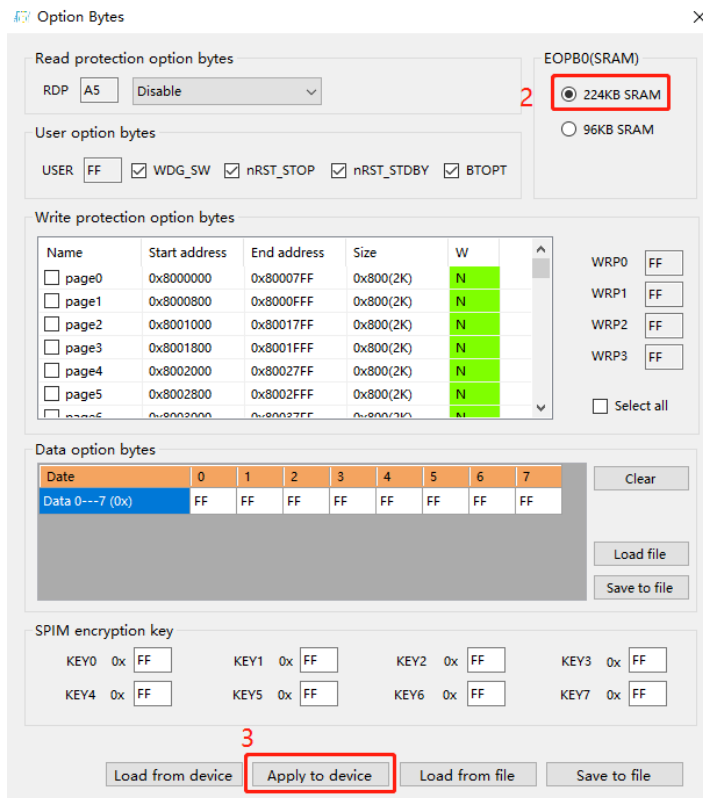 Option Bytes
Read protection option bytes
RDP A5 Disable
EOPB0(SRAM)
2
224KB SRAM
96KB SRAM
User option bytes
USER FF WDG_SW nRST_STOP nRST_STDBY BTOPT
Write protection option bytes
Name Start address End address Size W
page0 0x8000000 0x80007FF 0x800(2K) N
page1 0x8000800 0x8000FFF 0x800(2K) N
page2 0x8001000 0x80017FF 0x800(2K) N
page3 0x8001800 0x8001FFF 0x800(2K) N
page4 0x8002000 0x80027FF 0x800(2K) N
page5 0x8002800 0x8002FFF 0x800(2K) N
page6 0x8003000 0x80037FF 0x800(2K) N
WRP0 FF
WRP1 FF
WRP2 FF
WRP3 FF
Select all
Data option bytes
Date 0 1 2 3 4 5 6 7
Data 0---7 (0x) FF FF FF FF FF FF FF FF
Clear
Load file
Save to file
SPIM encryption key
KEY0 0x FF KEY1 0x FF KEY2 0x FF KEY3 0x FF
KEY4 0x FF KEY5 0x FF KEY6 0x FF KEY7 0x FF
3
Load from device Apply to device Load from file Save to file